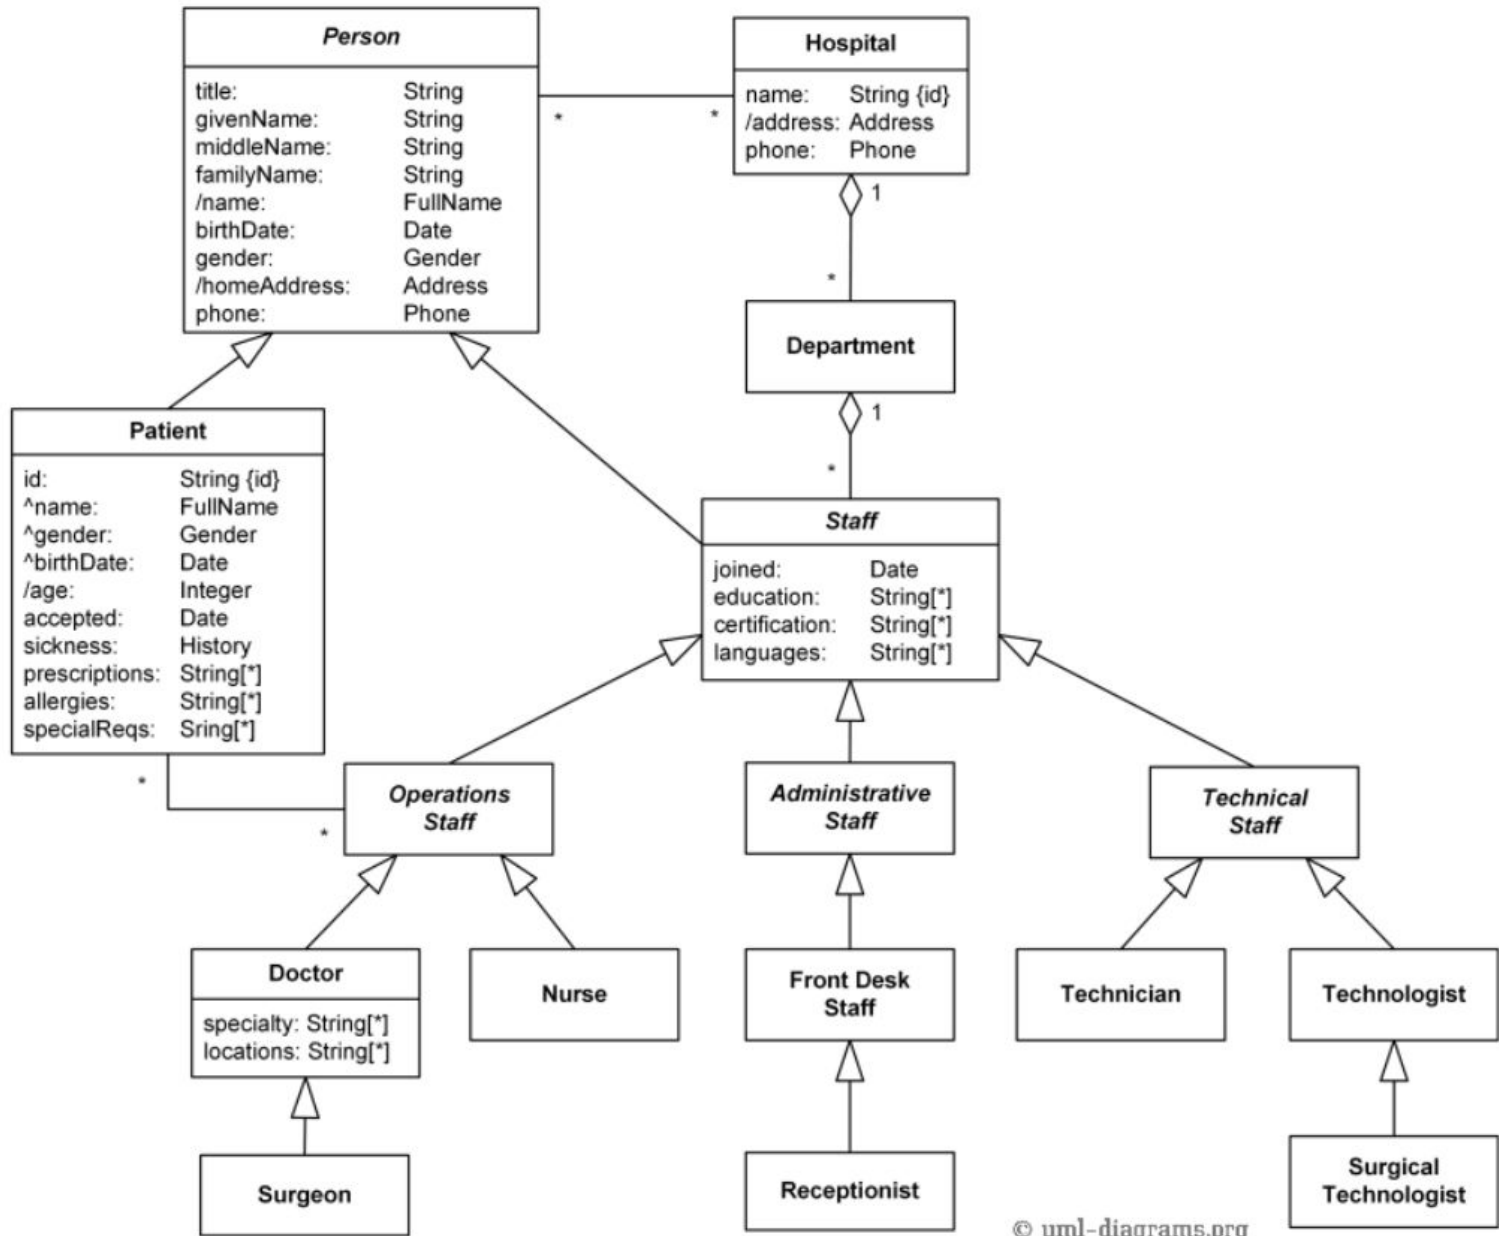 Person
title: String
givenName: String
middleName: String
familyName: String
/name: FullName
birthDate: Date
gender: Gender
/homeAddress: Address
phone: Phone
*
*
Hospital
name: String {id}
/address: Address
phone: Phone
1
*
Department
1
*
Patient
id: String {id}
^name: FullName
^gender: Gender
^birthDate: Date
/age: Integer
accepted: Date
sickness: History
prescriptions: String[*]
allergies: String[*]
specialReqs: Sring[*]
*
*
Staff
joined: Date
education: String[*]
certification: String[*]
languages: String[*]
Operations
Staff
Administrative
Staff
Technical
Staff
Doctor
specialty: String[*]
locations: String[*]
Nurse
Front Desk
Staff
Technician
Technologist
Surgeon
Receptionist
Surgical
Technologist
© uml-diagrams.org